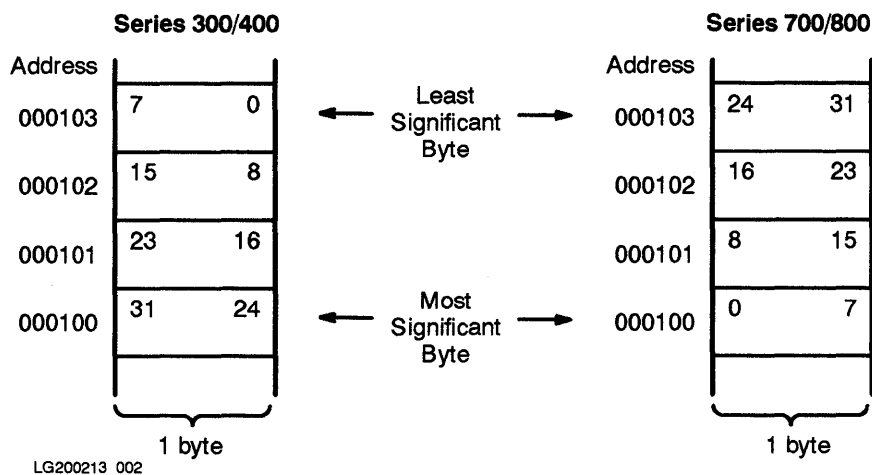 Series 300/400
Series 700/800
Address
Address
000103
7 0
Least
Significant
Byte
000103
24 31
000102
15 8
000102
16 23
000101
23 16
000101
8 15
000100
31 24
Most
Significant
Byte
000100
0 7
1 byte
1 byte
LG200213 002